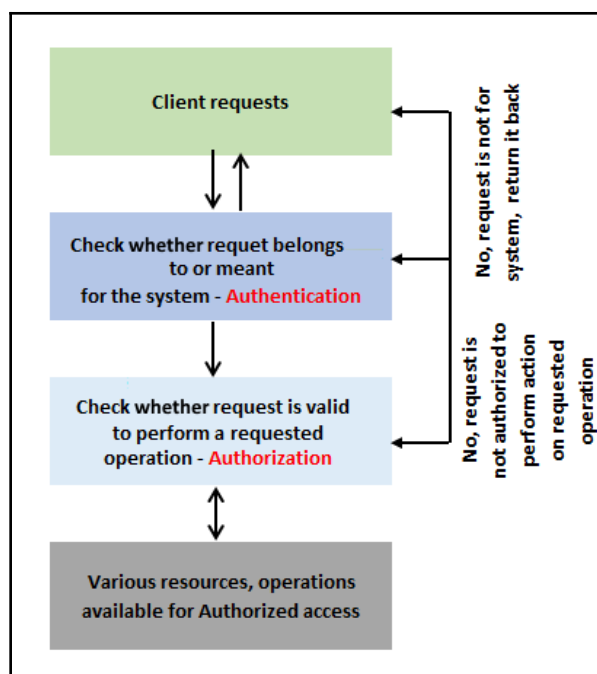 Client requests
Check whether requet belongs
to or meant
for the system - Authentication
Check whether request is valid
to perform a requested
operation - Authorization
Various resources, operations
available for Authorized access
No, request is not for
system, return it back
No, request is
not authorized to
perform action
on requested
operation